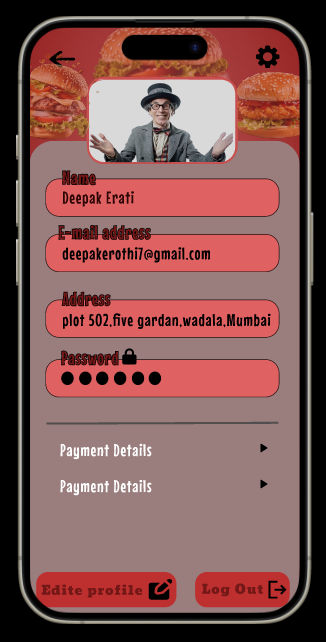 Name
Deepak Erati
E-mail address
deepakerothi7@gmail.com
Address
plot 502,five gardan,wadala,Mumbai
Password
Payment Details
Payment Details
Edite profile
Log Out